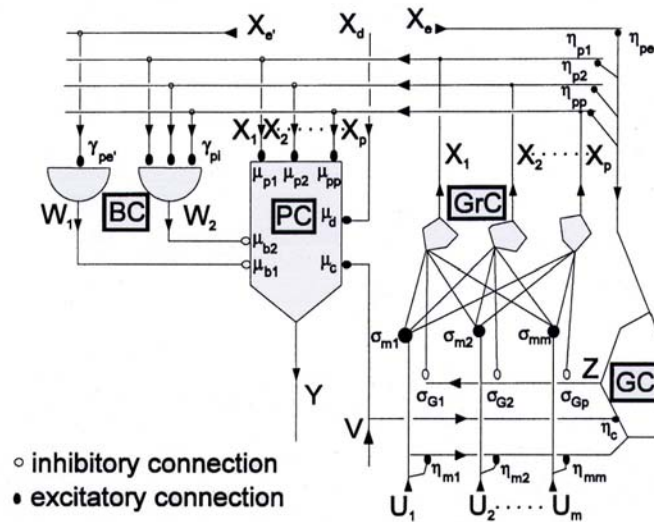 X_e' X_d X_e
η_p1 η_pe
η_p2
η_pp
X_1 X_2 ······ X_p
γ_pe' γ_pi
X_1 X_2 ······ X_p
μ_p1 μ_p2 μ_pp
BC PC GrC
W_1 W_2
μ_d
μ_b2 μ_c
μ_b1
σ_m1 σ_m2 σ_mm
Z GC
σ_G1 σ_G2 σ_Gp
Y
V η_c
○ inhibitory connection
● excitatory connection
η_m1 η_m2 η_mm
U_1 U_2 ······ U_m